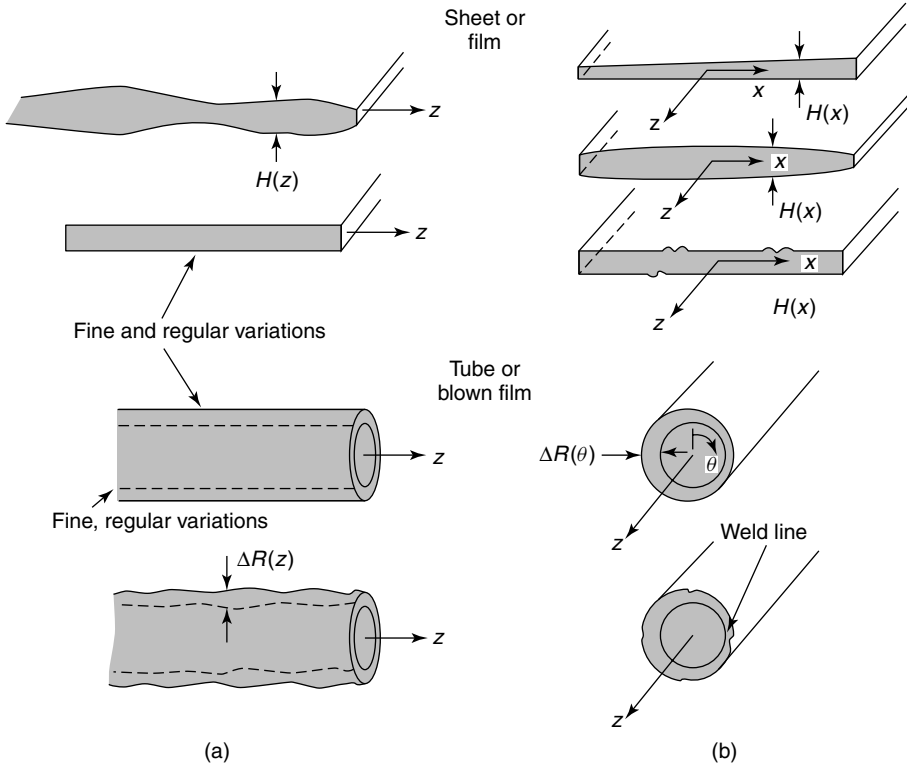 Sheet or
film
z
H(z)
z
Fine and regular variations
x
z
H(x)
x
z
H(x)
x
z
H(x)
Tube or
blown film
z
Fine, regular variations
ΔR(z)
z
ΔR(θ)
θ
z
Weld line
z
(a)
(b)